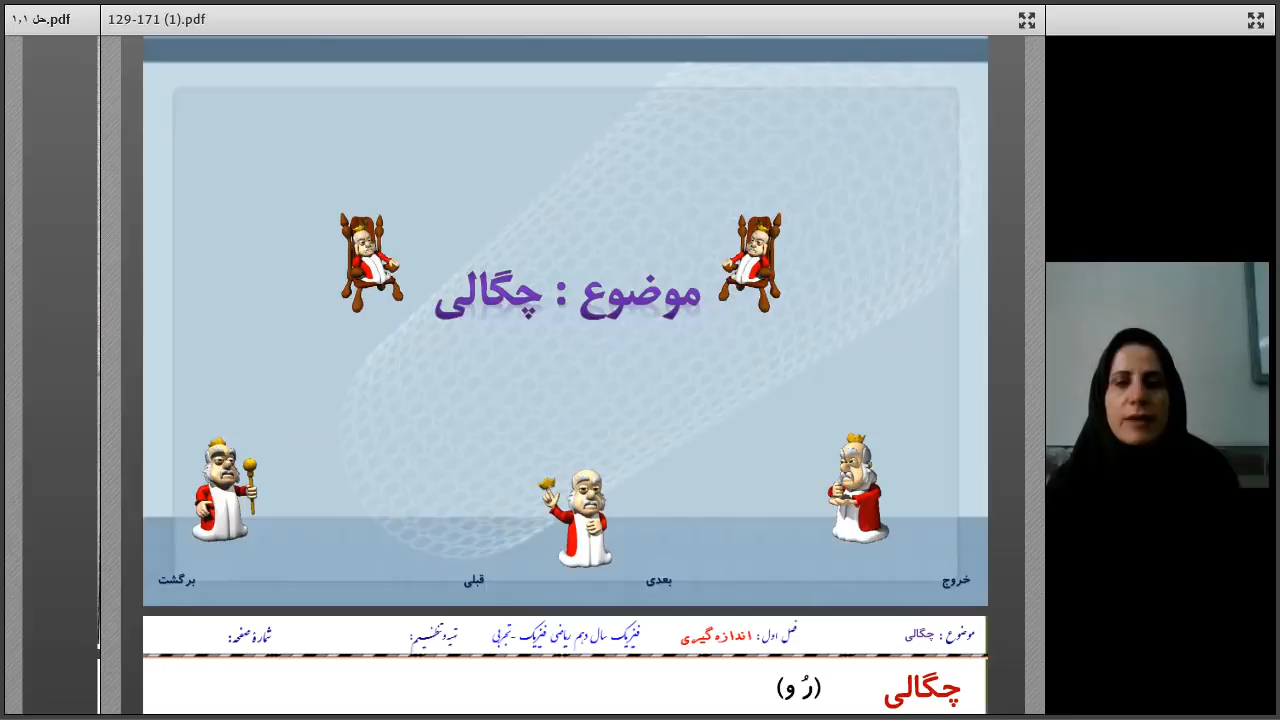 حل ۱،۱.pdf
129-171 (1).pdf
موضوع : چگالی
خروج بعدی قبلی برگشت
موضوع : چگالی فصل اول: اندازه گیری فیزیک سال دهم ریاضی فیزیک -تجربی تهیه و تنظیم: شمارهٔ صفحه:
چگالی (رُ و)